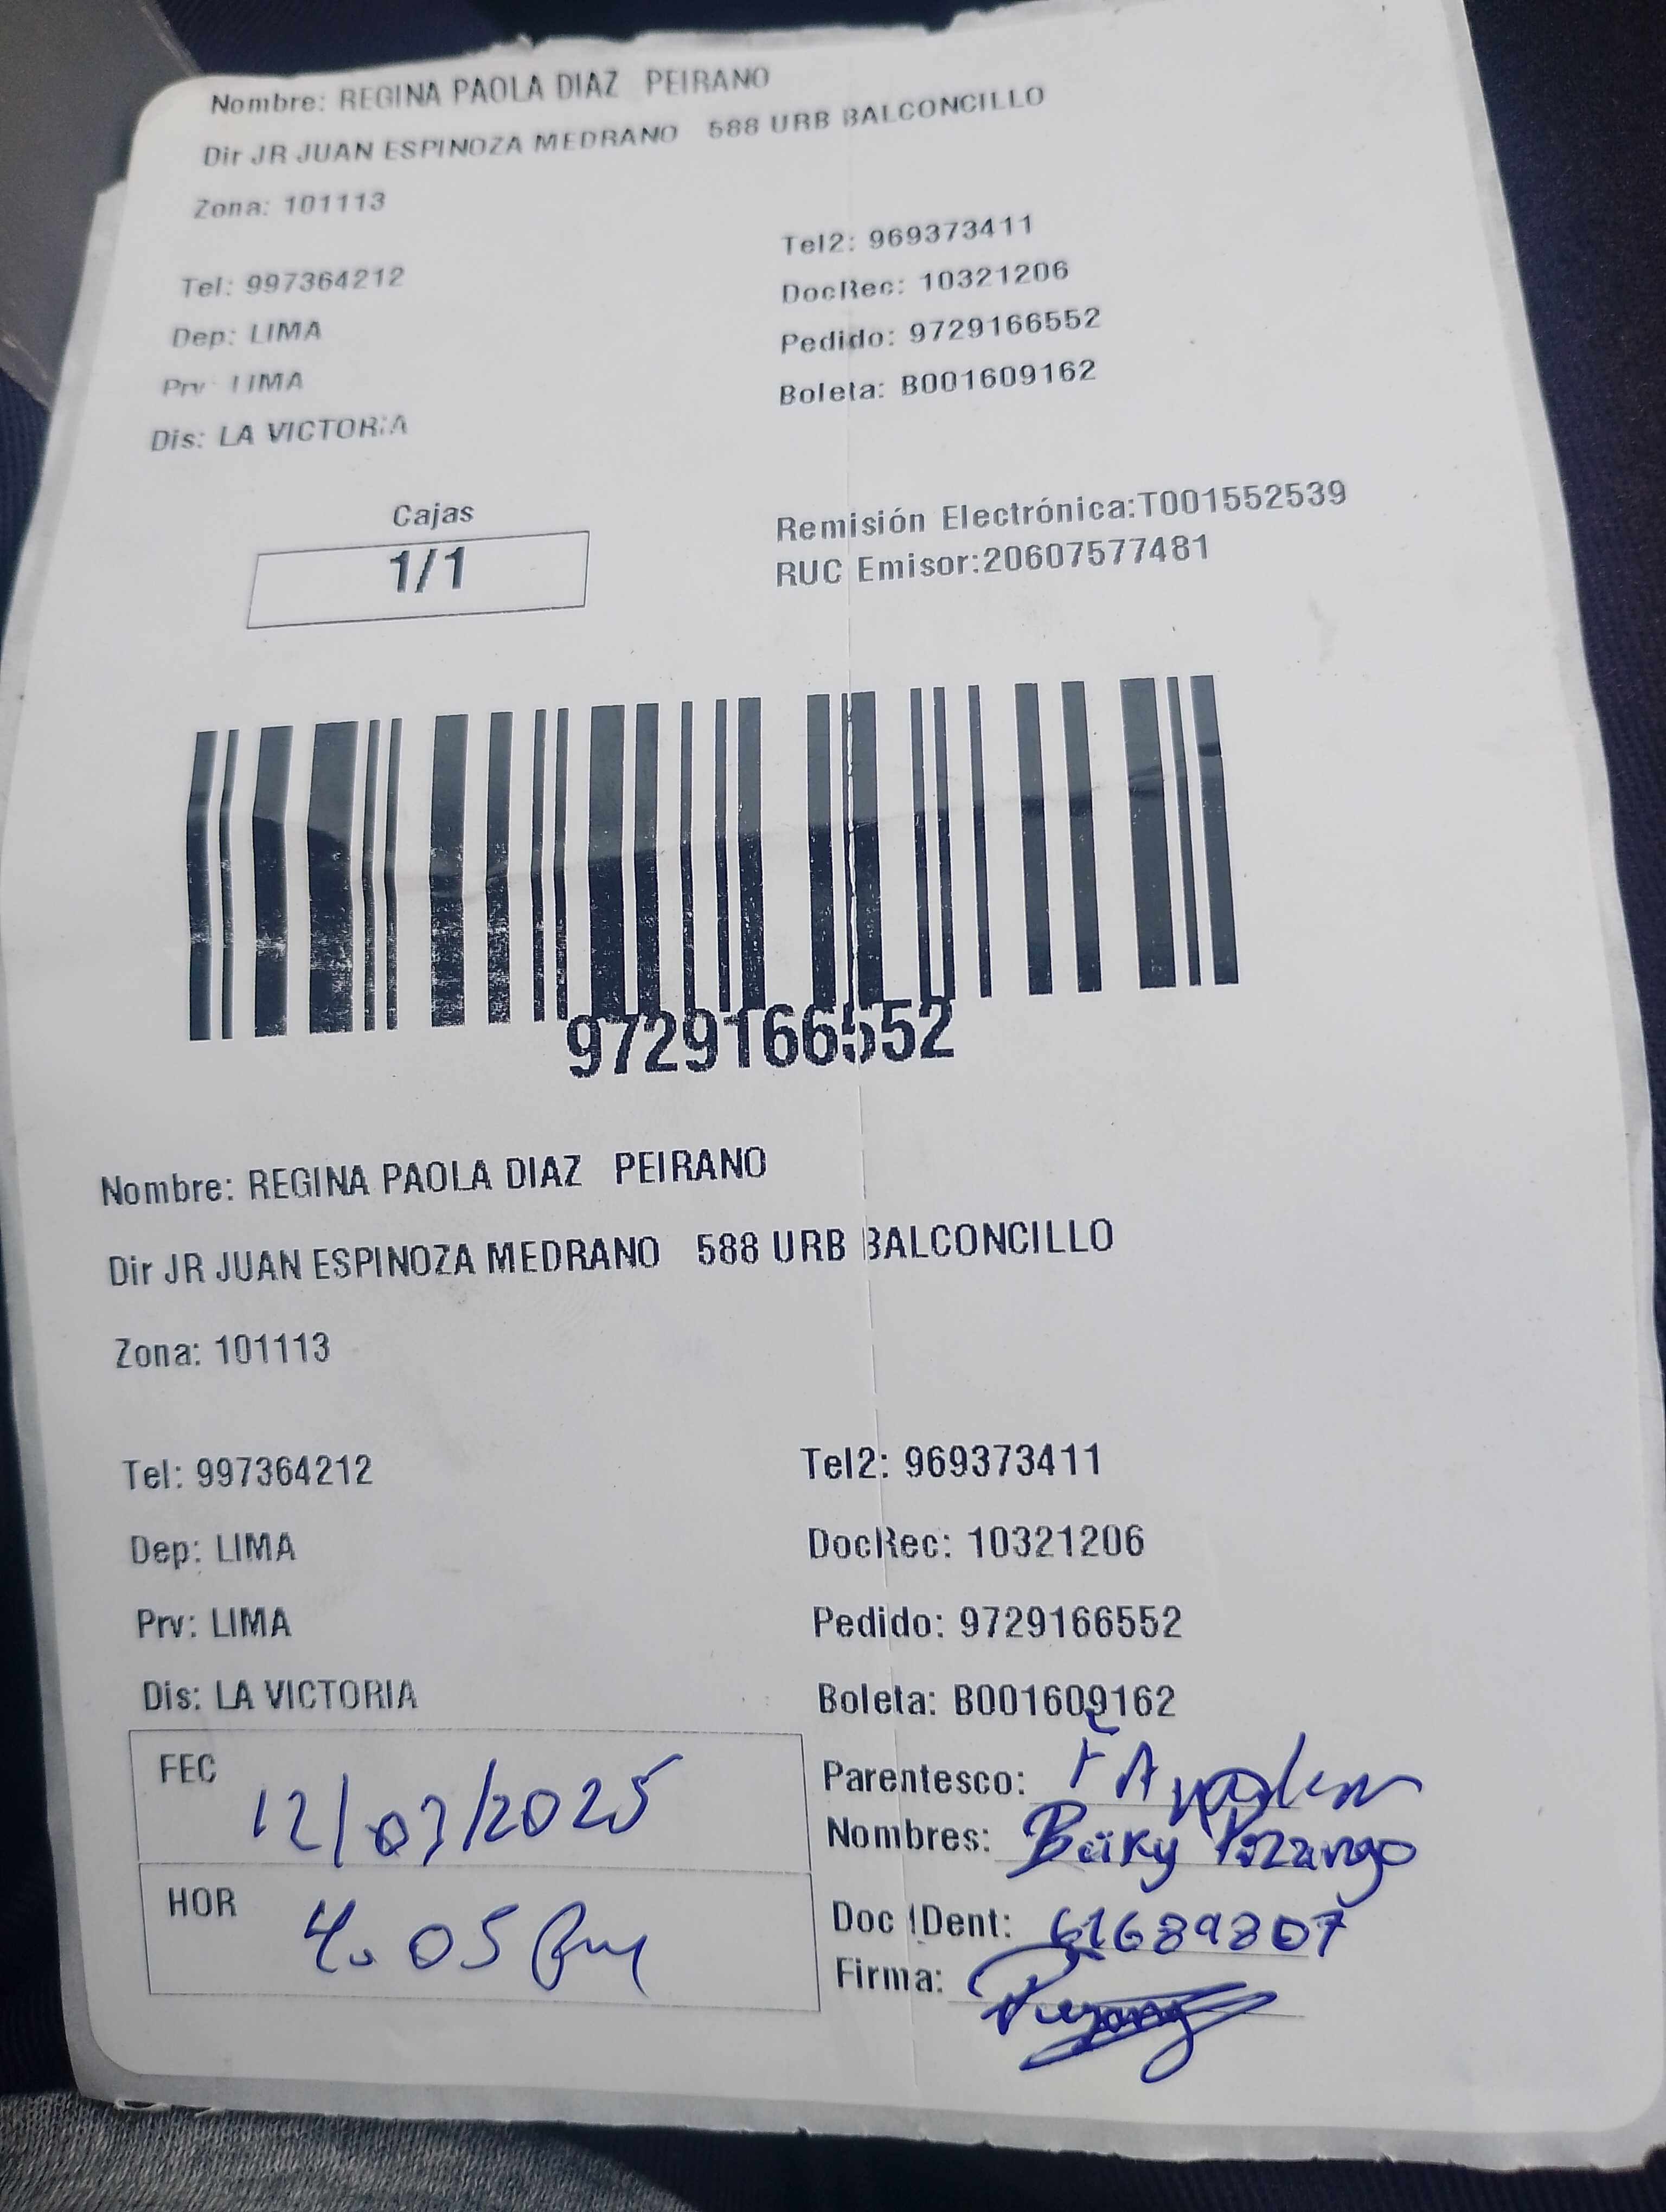 Nombre: REGINA PAOLA DIAZ PEIRANO
Dir JR JUAN ESPINOZA MEDRANO 588 URB BALCONCILLO
Zona: 101113
Tel: 997364212 Tel2: 969373411
Dep: LIMA DocRec: 10321206
Prv: LIMA Pedido: 9729166552
Dis: LA VICTORIA Boleta: B001609162
Cajas
1/1
Remisión Electrónica:T001552539
RUC Emisor:20607577481
9729166552
Nombre: REGINA PAOLA DIAZ PEIRANO
Dir JR JUAN ESPINOZA MEDRANO 588 URB BALCONCILLO
Zona: 101113
Tel: 997364212 Tel2: 969373411
Dep: LIMA DocRec: 10321206
Prv: LIMA Pedido: 9729166552
Dis: LA VICTORIA Boleta: B001609162
FEC 12/03/2025
HOR 4.05 pm
Parentesco:
Nombres:
Doc IDent: 61689807
Firma: